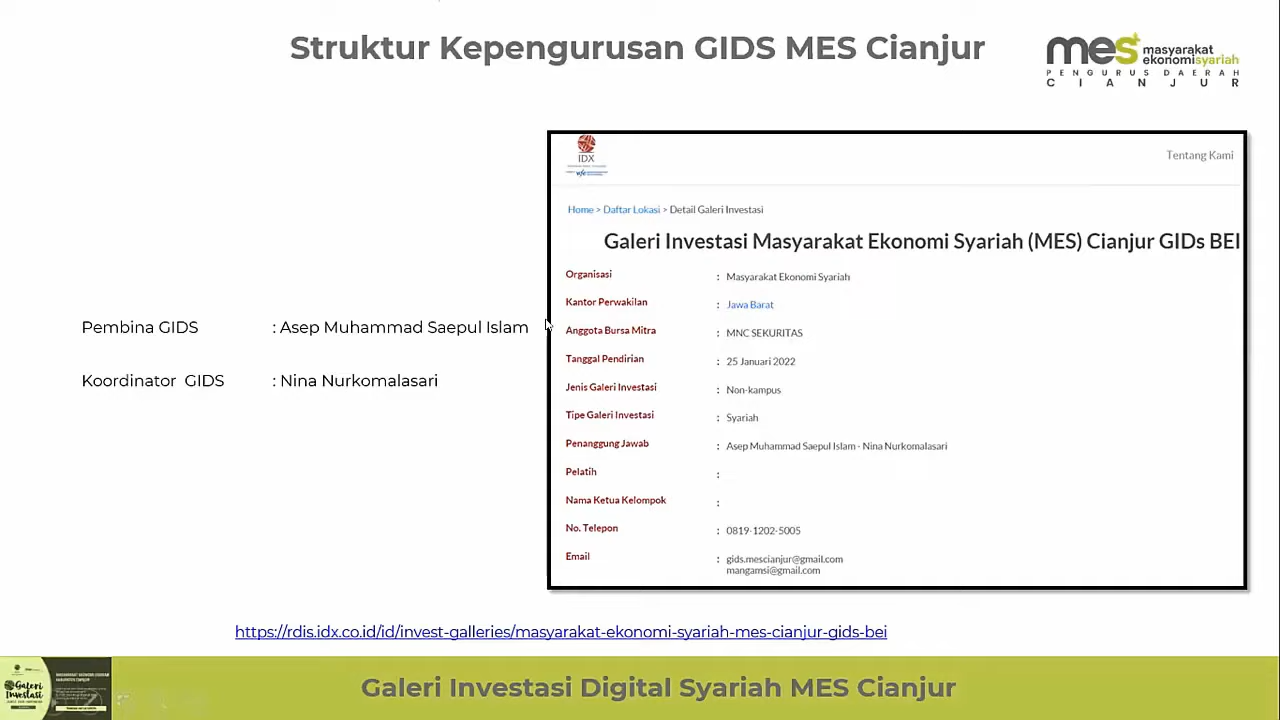 Struktur Kepengurusan GIDS MES Cianjur
mes masyarakat ekonomisyariah
PENGURUS DAERAH
CIANJUR
IDX
Tentang Kami
Home > Daftar Lokasi > Detail Galeri Investasi
Galeri Investasi Masyarakat Ekonomi Syariah (MES) Cianjur GIDs BEI
Organisasi : Masyarakat Ekonomi Syariah
Kantor Perwakilan : Jawa Barat
Anggota Bursa Mitra : MNC SEKURITAS
Tanggal Pendirian : 25 Januari 2022
Jenis Galeri Investasi : Non-kampus
Tipe Galeri Investasi : Syariah
Penanggung Jawab : Asep Muhammad Saepul Islam - Nina Nurkomalasari
Pelatih :
Nama Ketua Kelompok :
No. Telepon : 0819-1202-5005
Email : gids.mescianjur@gmail.com
mangamsi@gmail.com
Pembina GIDS : Asep Muhammad Saepul Islam
Koordinator GIDS : Nina Nurkomalasari
https://rdis.idx.co.id/id/invest-galleries/masyarakat-ekonomi-syariah-mes-cianjur-gids-bei
Galeri
Investasi
Galeri Investasi Digital Syariah MES Cianjur